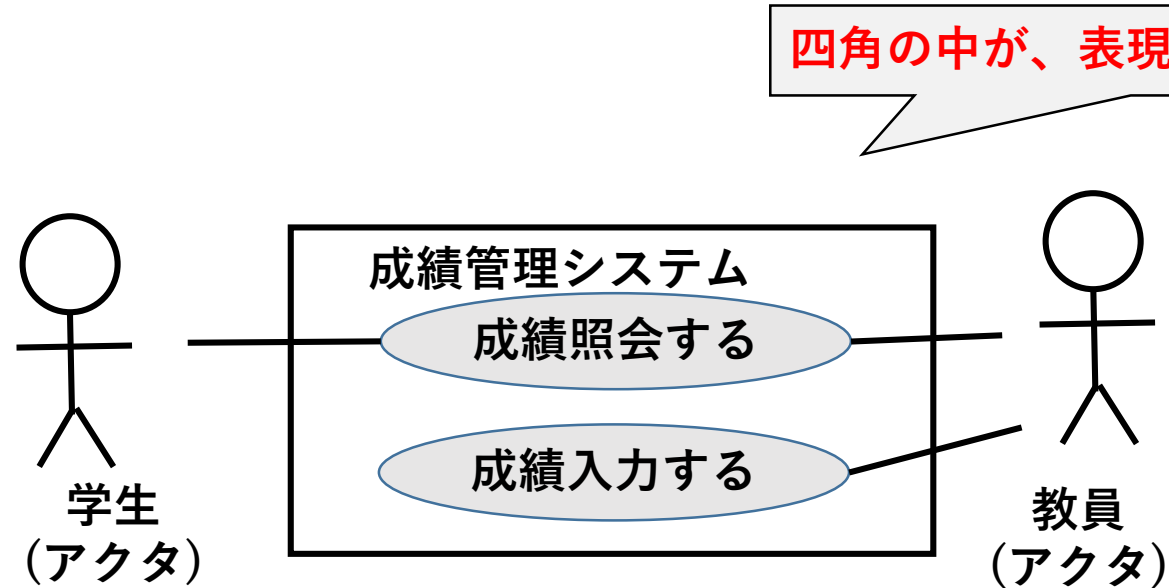 四角の中が、表現
成績管理システム
成績照会する
成績入力する
学生
(アクタ)
教員
(アクタ)